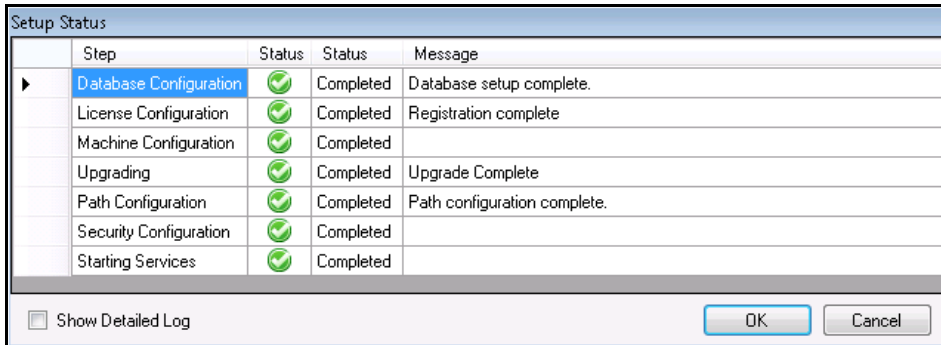 Setup Status
Step Status Status Message
Database Configuration Completed Database setup complete.
License Configuration Completed Registration complete
Machine Configuration Completed
Upgrading Completed Upgrade Complete
Path Configuration Completed Path configuration complete.
Security Configuration Completed
Starting Services Completed
Show Detailed Log OK Cancel